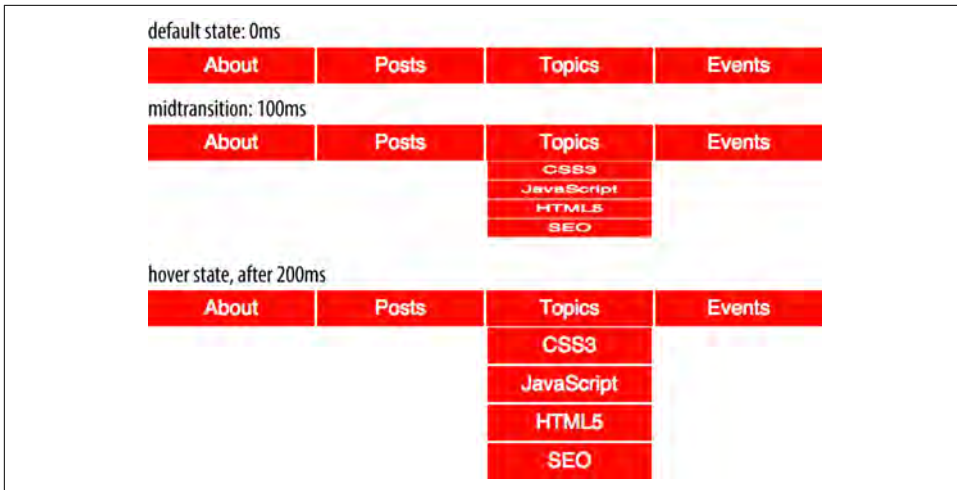 default state: 0ms
About Posts Topics Events
midtransition: 100ms
About Posts Topics Events
CSS3
JavaScript
HTML5
SEO
hover state, after 200ms
About Posts Topics Events
CSS3
JavaScript
HTML5
SEO